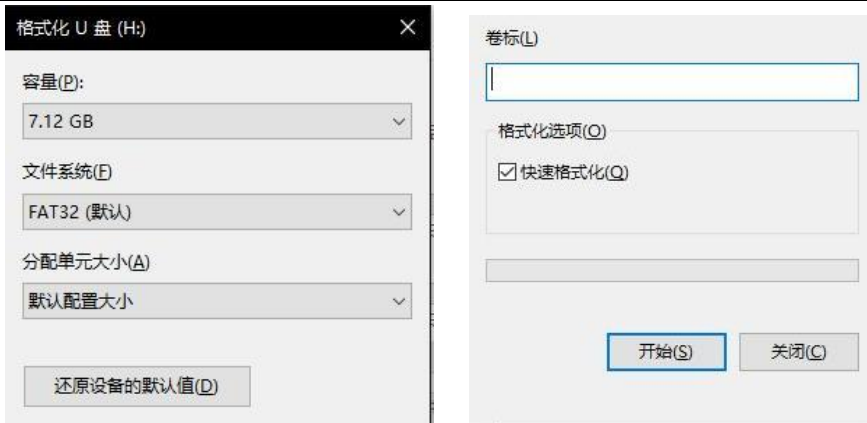 格式化 U 盘 (H:)
容量(P):
7.12 GB
文件系统(F)
FAT32 (默认)
分配单元大小(A)
默认配置大小
还原设备的默认值(D)
卷标(L)
格式化选项(O)
快速格式化(Q)
开始(S)
关闭(C)